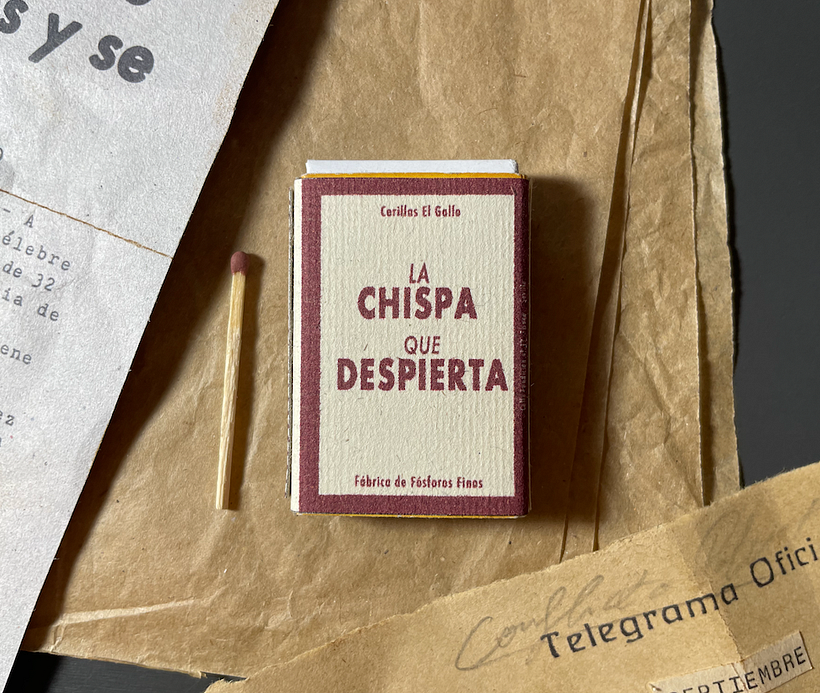 s y se
- A
élebre
de 32
ia de
ene
ez
Cerillas El Gallo
LA
CHISPA
QUE
DESPIERTA
Fábrica de Fósforos Finos
Telegrama Ofici
SEPTIEMBRE